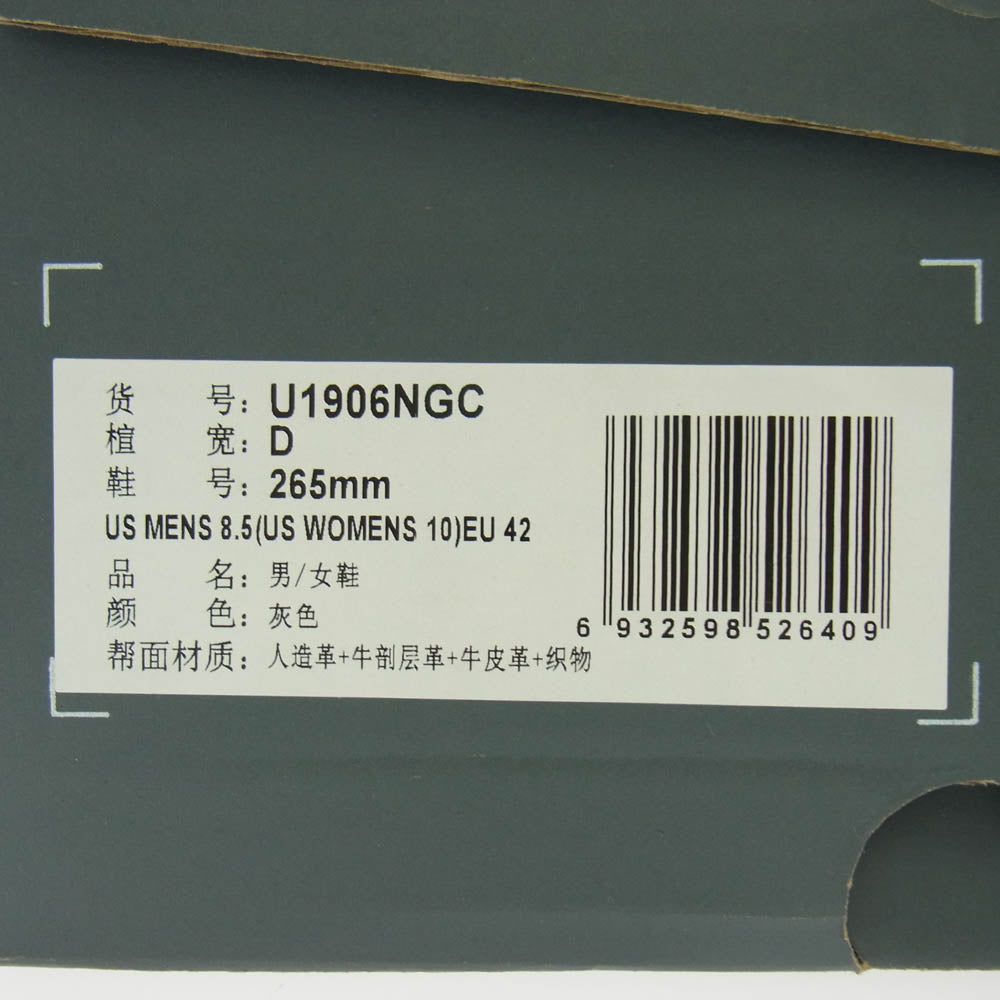 货 号: U1906NGC
楦 宽: D
鞋 号: 265mm
US MENS 8.5(US WOMENS 10)EU 42
品 名: 男/女鞋
颜 色: 灰色
帮面材质: 人造革+牛剖层革+牛皮革+织物
6 932598 526409